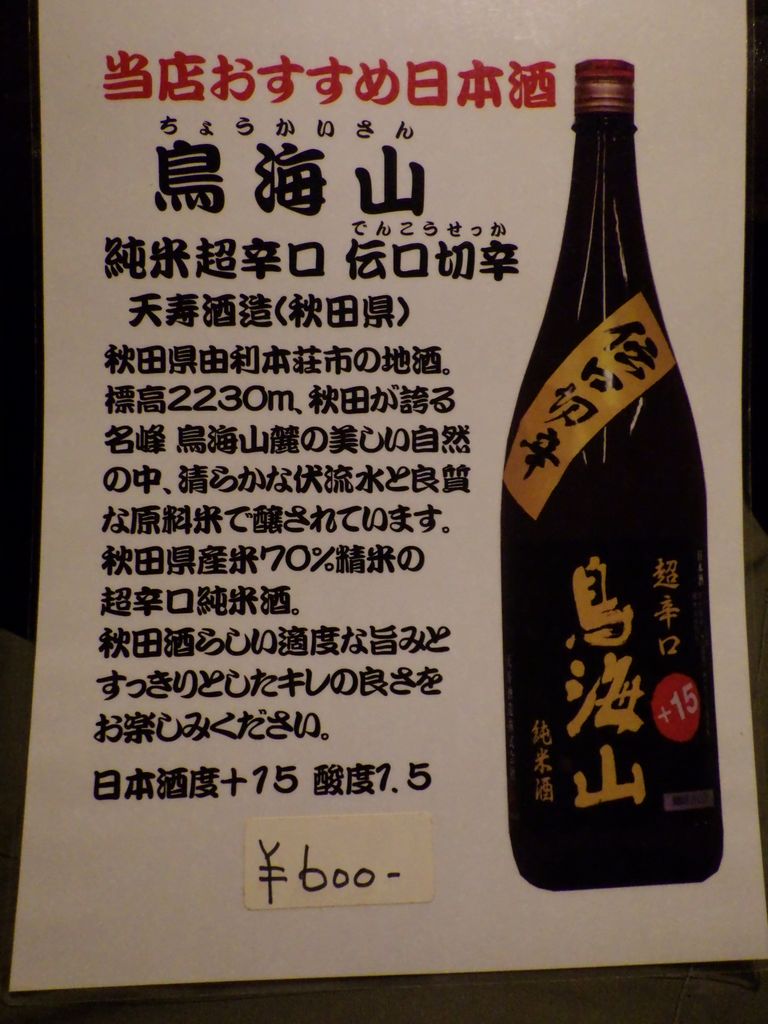 当店おすすめ日本酒
ちょうかいさん
鳥海山
でんこうせっか
純米超辛口 伝口切辛
天寿酒造(秋田県)
秋田県由利本荘市の地酒。
標高2230m、秋田が誇る
名峰 鳥海山麓の美しい自然
の中、清らかな伏流水と良質
な原料米で醸されています。
秋田県産米70%精米の
超辛口純米酒。
秋田酒らしい適度な旨みと
すっきりとしたキレの良さを
お楽しみください。
日本酒度+15 酸度1.5
¥600-
伝口切辛
日本酒
超辛口
+15
鳥海山
純米酒